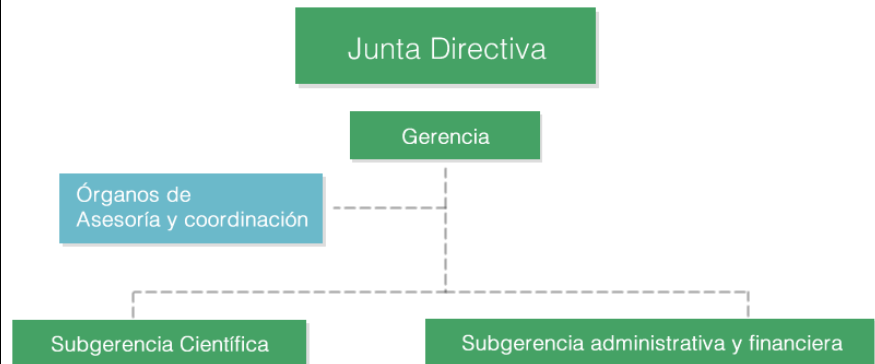 Junta Directiva
Gerencia
Órganos de
Asesoría y coordinación
Subgerencia Científica
Subgerencia administrativa y financiera